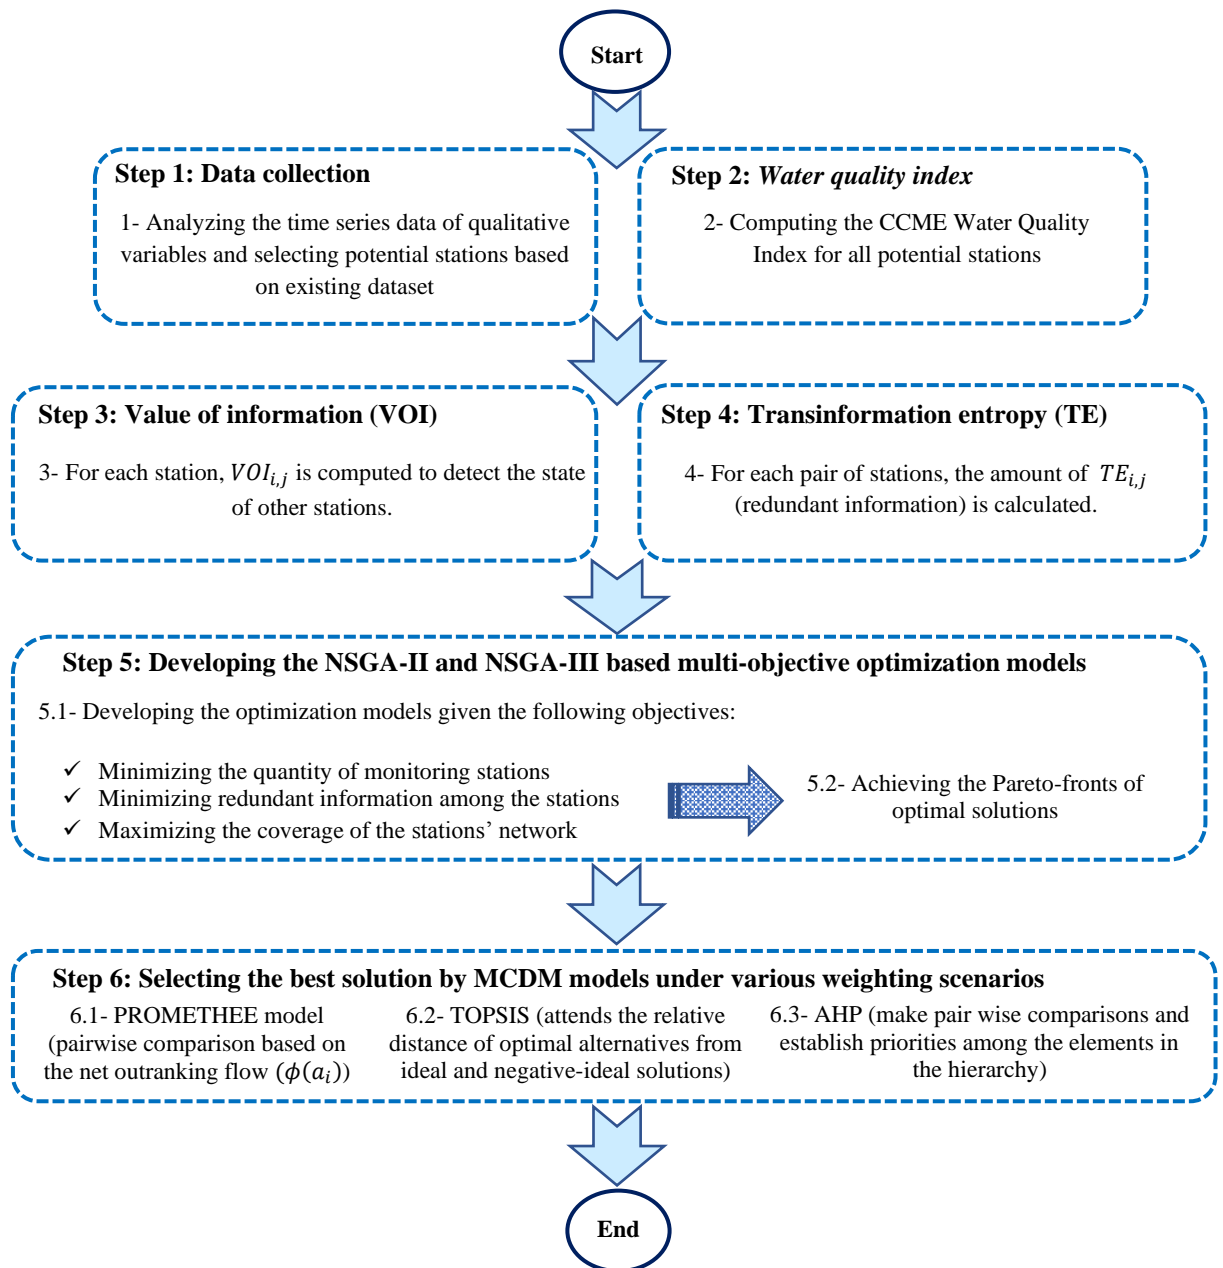 Start
Step 1: Data collection
1- Analyzing the time series data of qualitative
variables and selecting potential stations based
on existing dataset
Step 2: Water quality index
2- Computing the CCME Water Quality
Index for all potential stations
Step 3: Value of information (VOI)
3- For each station, VOI_{i,j} is computed to detect the state
of other stations.
Step 4: Transinformation entropy (TE)
4- For each pair of stations, the amount of TE_{i,j}
(redundant information) is calculated.
Step 5: Developing the NSGA-II and NSGA-III based multi-objective optimization models
5.1- Developing the optimization models given the following objectives:
✓ Minimizing the quantity of monitoring stations
✓ Minimizing redundant information among the stations
✓ Maximizing the coverage of the stations’ network
5.2- Achieving the Pareto-fronts of
optimal solutions
Step 6: Selecting the best solution by MCDM models under various weighting scenarios
6.1- PROMETHEE model
(pairwise comparison based on
the net outranking flow (ϕ(a_i))
6.2- TOPSIS (attends the relative
distance of optimal alternatives from
ideal and negative-ideal solutions)
6.3- AHP (make pair wise comparisons and
establish priorities among the elements in
the hierarchy)
End